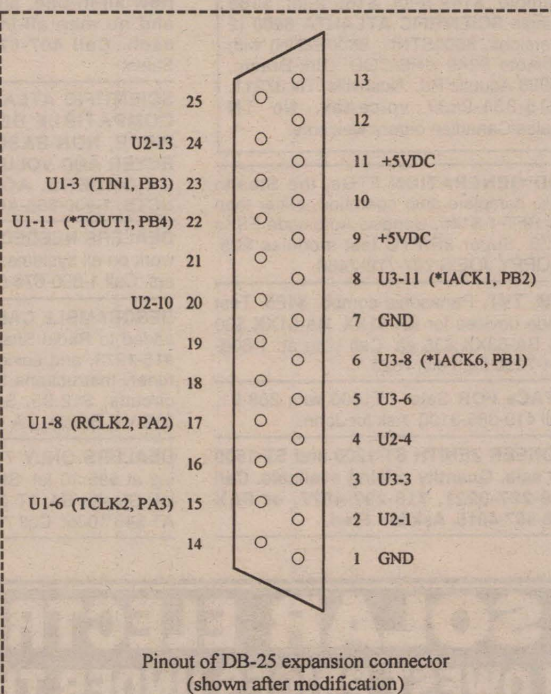 13
25
12
U2-13 24
11 +5VDC
U1-3 (TIN1, PB3) 23
10
U1-11 (*TOUT1, PB4) 22
9 +5VDC
21
8 U3-11 (*IACK1, PB2)
U2-10 20
7 GND
19
6 U3-8 (*IACK6, PB1)
18
5 U3-6
U1-8 (RCLK2, PA2) 17
4 U2-4
16
3 U3-3
U1-6 (TCLK2, PA3) 15
2 U2-1
14
1 GND
Pinout of DB-25 expansion connector
(shown after modification)